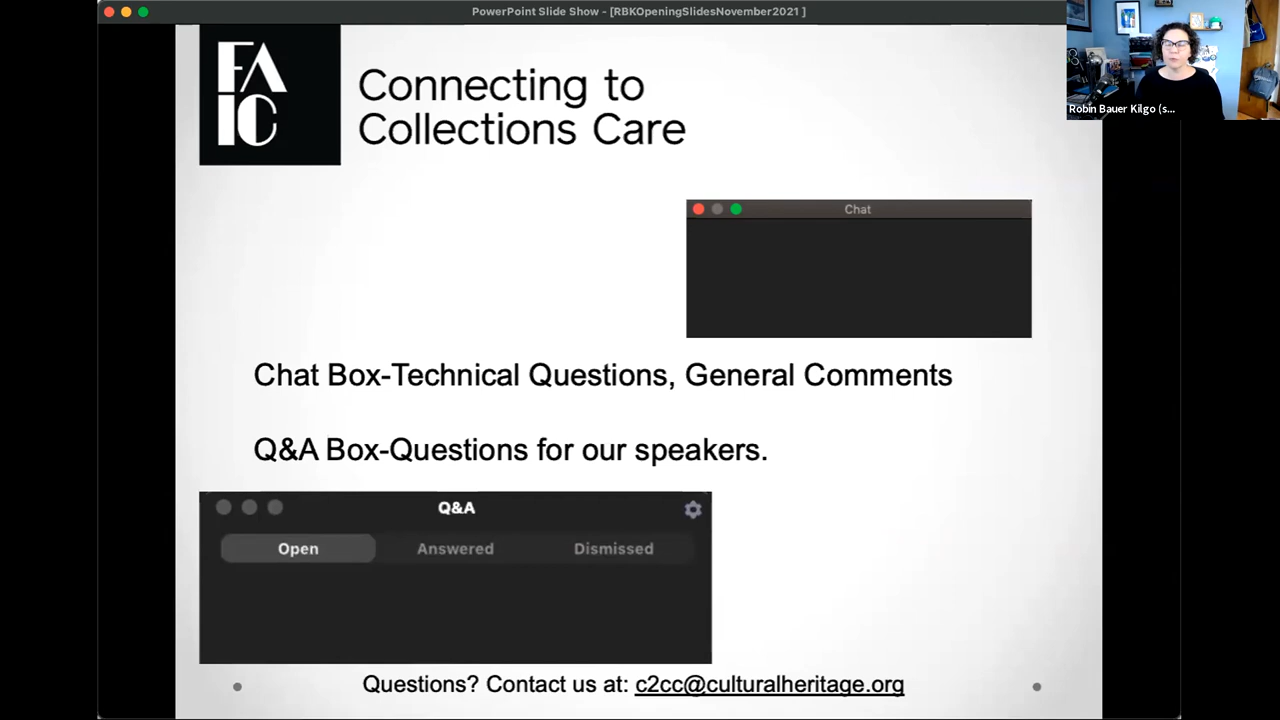 PowerPoint Slide Show - [RBKOpeningSlidesNovember2021 ]
FA
IC
Connecting to
Collections Care
Robin Bauer Kilgo (s...
Chat
Chat Box-Technical Questions, General Comments
Q&A Box-Questions for our speakers.
Q&A
Open Answered Dismissed
Questions? Contact us at: c2cc@culturalheritage.org